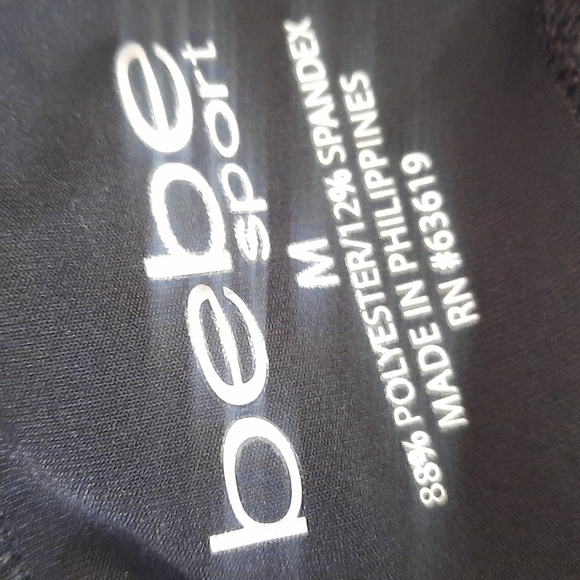 bebe
sport
M
88% POLYESTER/12% SPANDEX
MADE IN PHILIPPINES
RN #63619